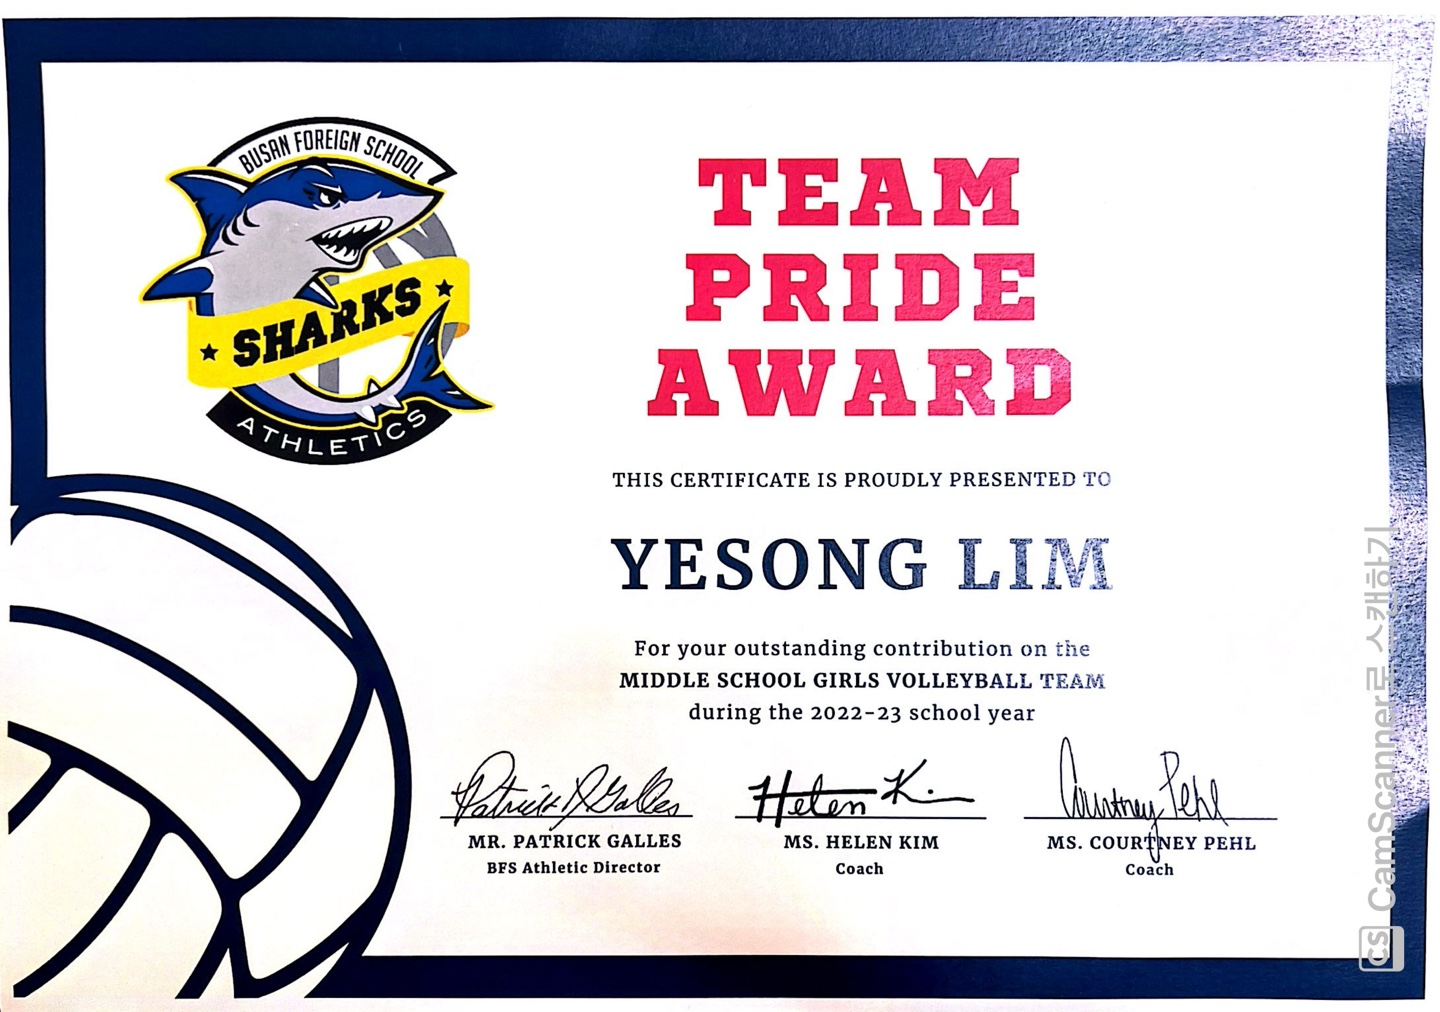 BUSAN FOREIGN SCHOOL
SHARKS
ATHLETICS
TEAM
PRIDE
AWARD
THIS CERTIFICATE IS PROUDLY PRESENTED TO
YESONG LIM
For your outstanding contribution on the
MIDDLE SCHOOL GIRLS VOLLEYBALL TEAM
during the 2022-23 school year
Patrick D Galles
Helen K.
Courtney Pehl
MR. PATRICK GALLES
MS. HELEN KIM
MS. COURTNEY PEHL
BFS Athletic Director
Coach
Coach
CS CamScanner로 스캔하기